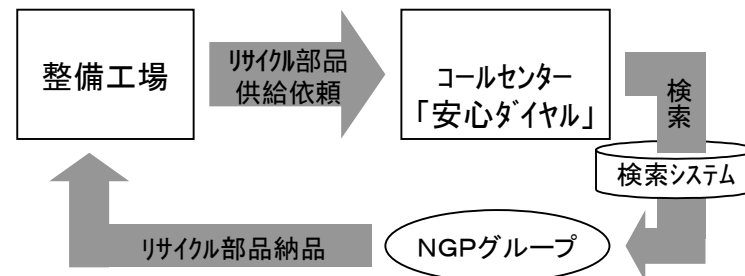 整備工場
リサイクル部品
供給依頼
コールセンター
「安心ダイヤル」
検索
検索システム
NGPグループ
リサイクル部品納品